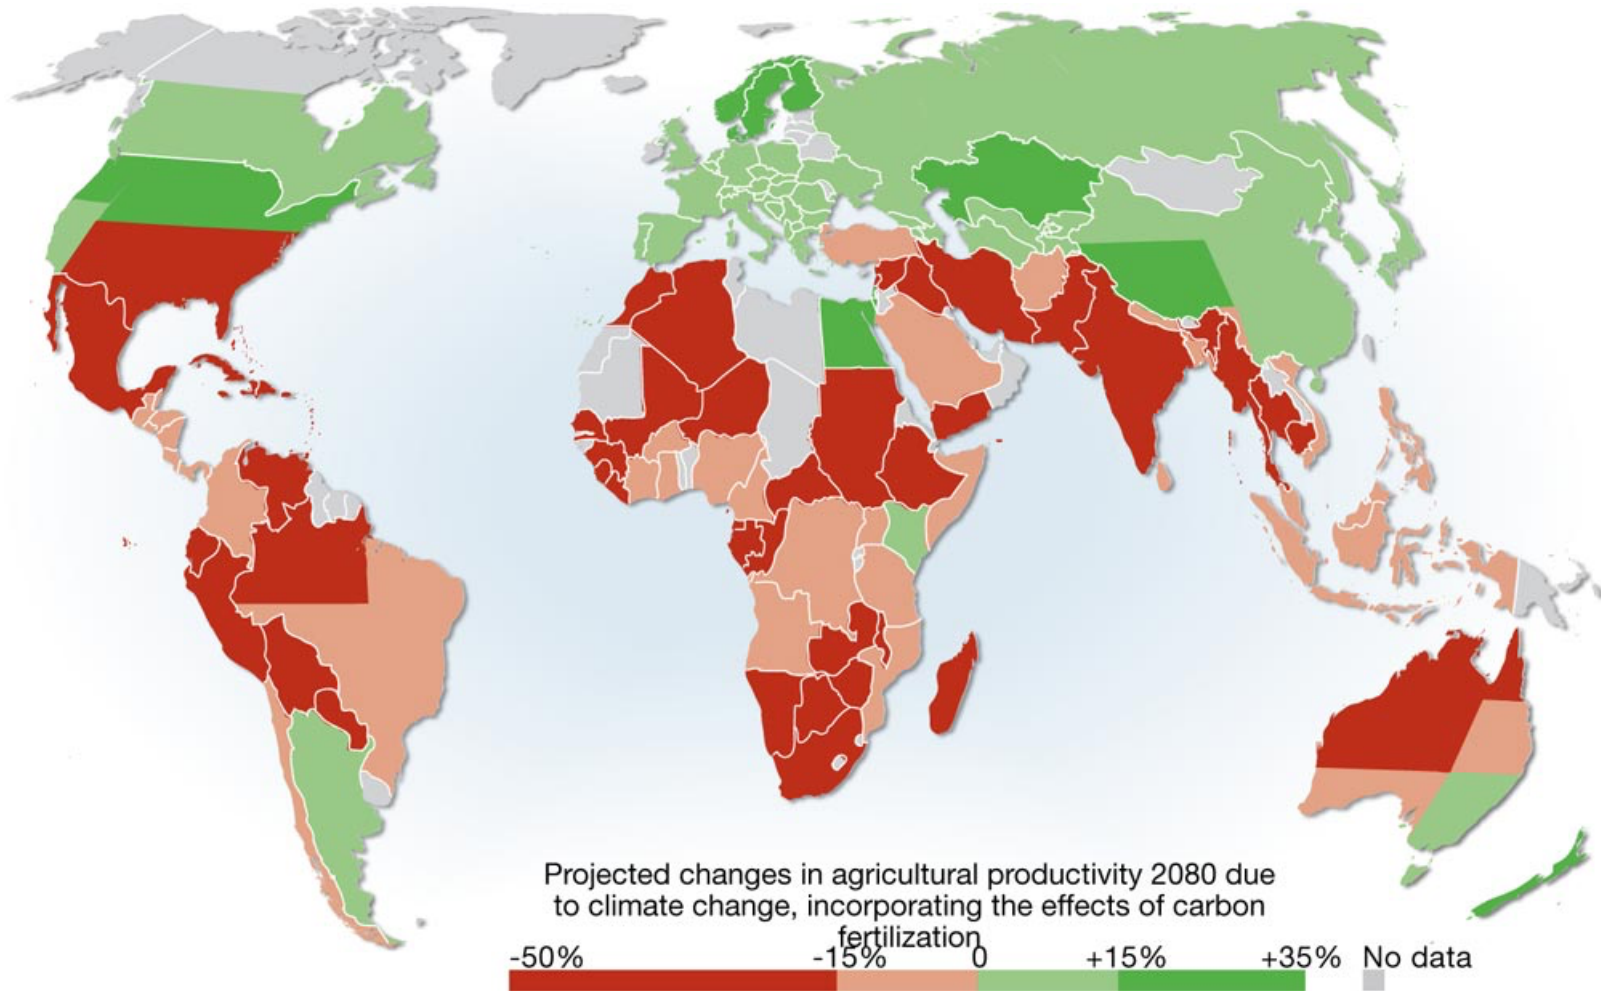 Projected changes in agricultural productivity 2080 due
to climate change, incorporating the effects of carbon
fertilization
-50% -15% 0 +15% +35% No data